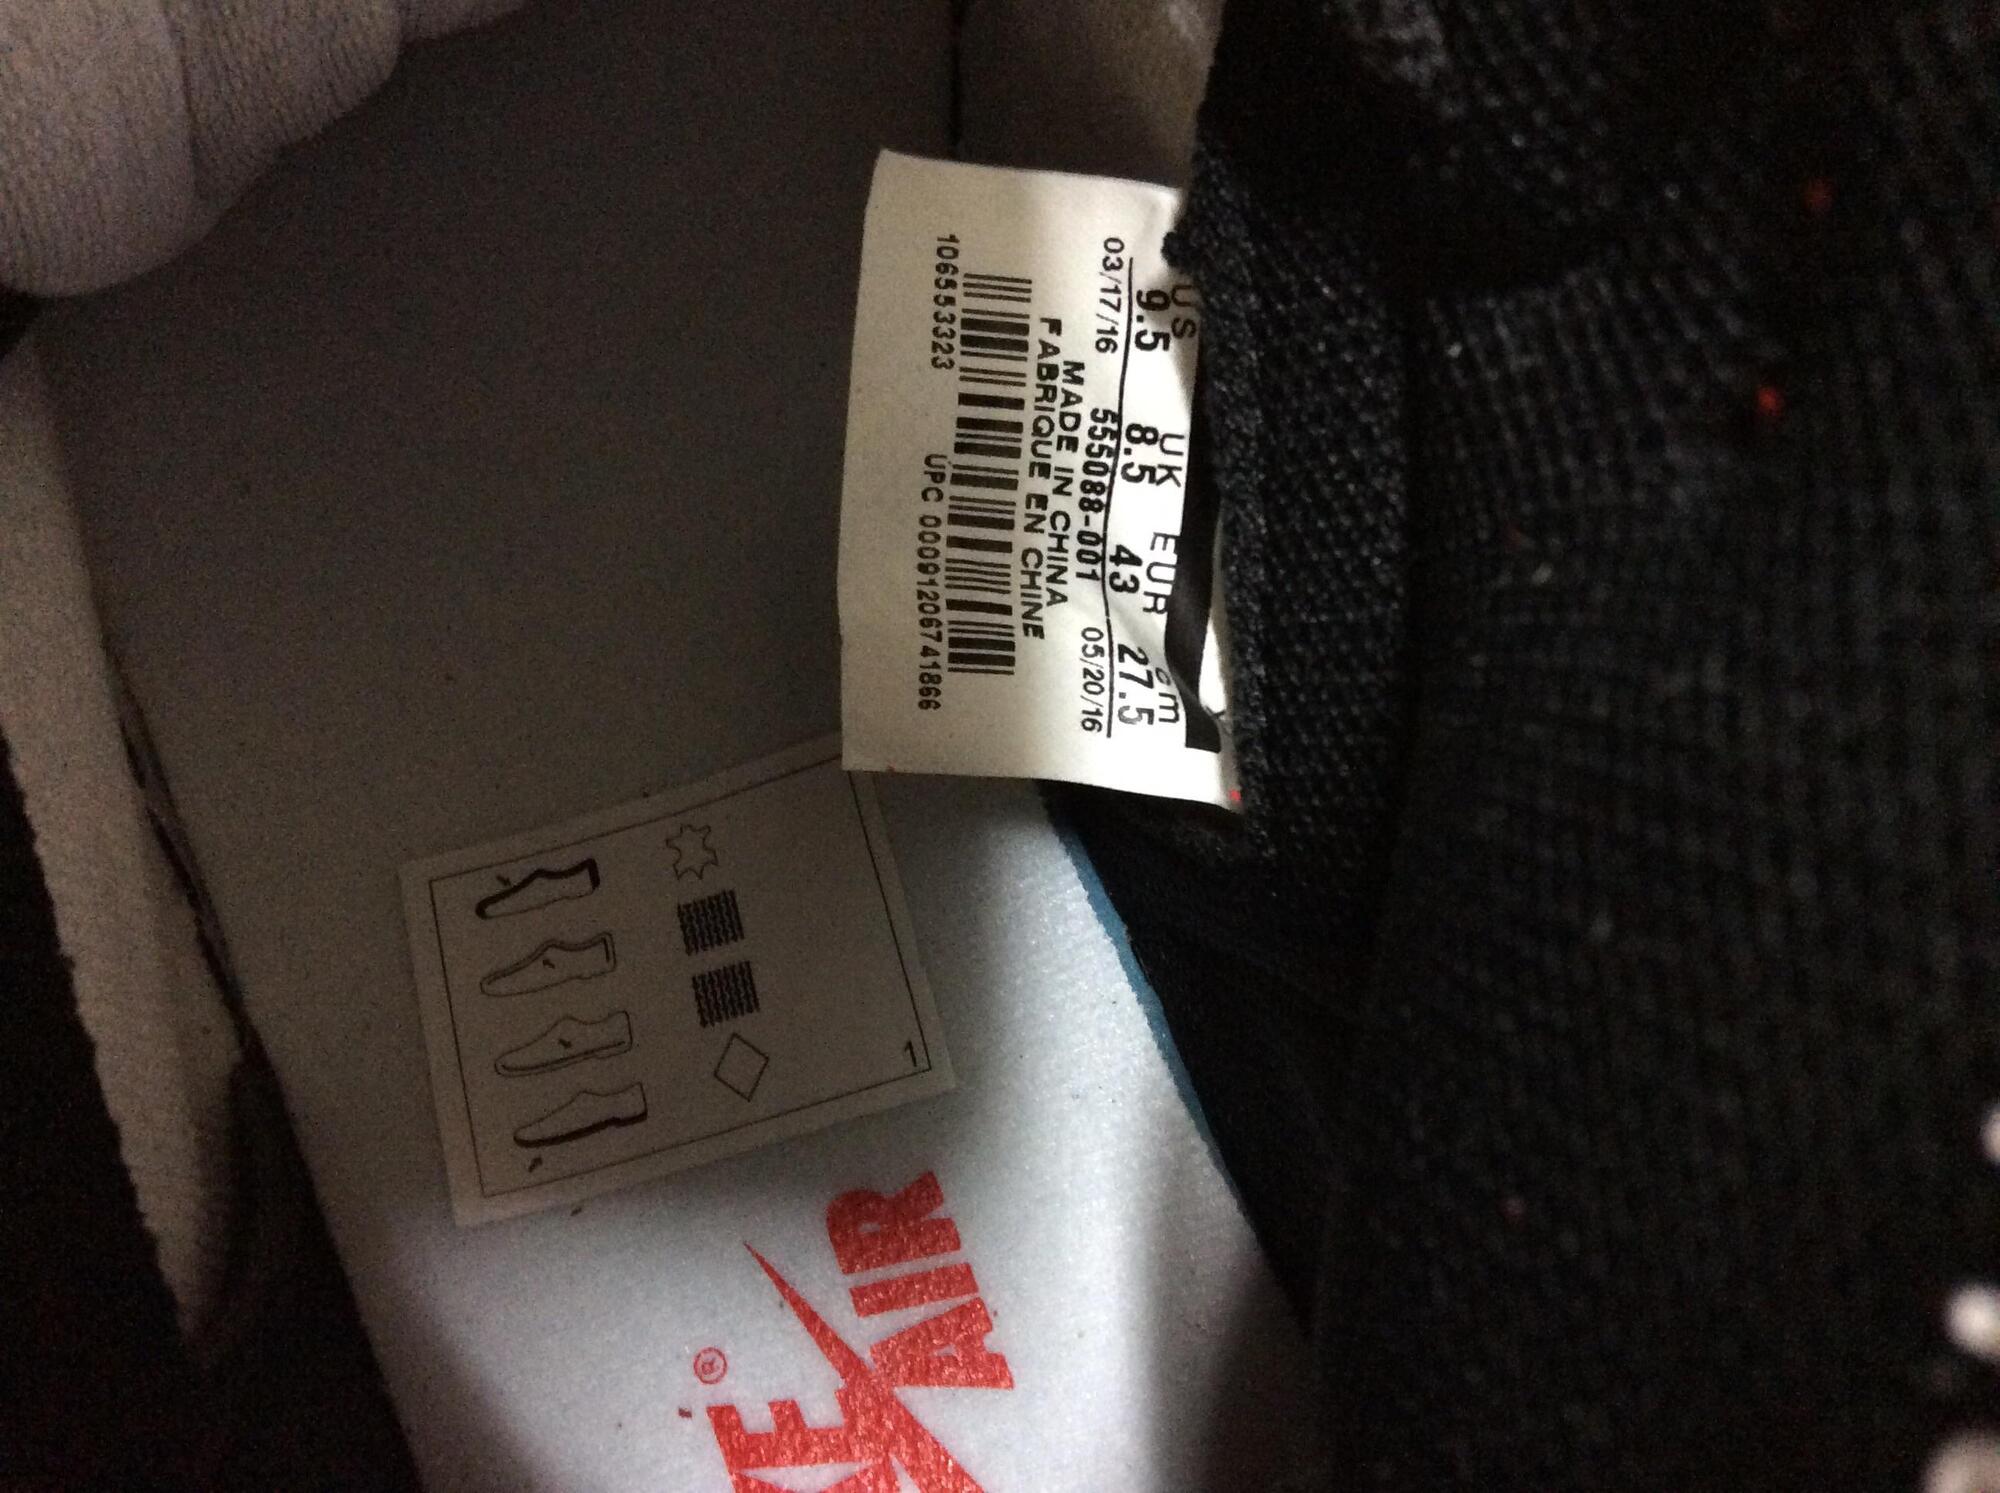 US UK EUR cm
9.5 8.5 43 27.5
03/17/16 555088-001 05/20/16
MADE IN CHINA
FABRIQUE EN CHINE
106553323 UPC 00091206741866
1
KE®
AIR